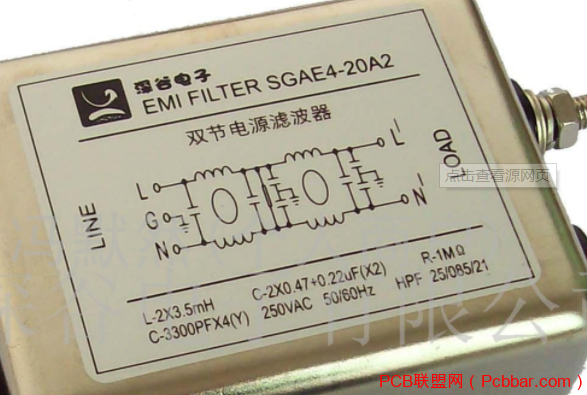 深谷电子
EMI FILTER SGAE4-20A2
双节电源滤波器
LINE
L
G
N
L'
N'
点击查看源网页
L-2X3.5mH C-2X0.47+0.22uF(X2) R-1MΩ
C-3300PFX4(Y) 250VAC 50/60Hz HPF 25/085/21
PCB联盟网（Pcbbar.com）